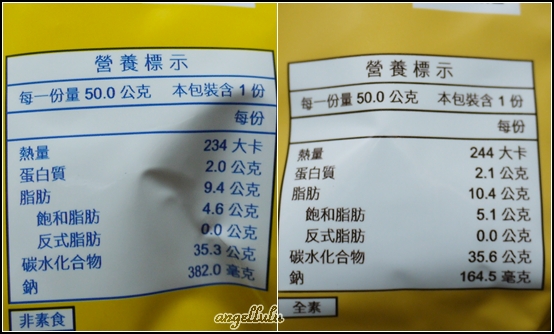 營養標示
每一份量 50.0 公克 本包裝含 1 份
每份
熱量 234 大卡
蛋白質 2.0 公克
脂肪 9.4 公克
飽和脂肪 4.6 公克
反式脂肪 0.0 公克
碳水化合物 35.3 公克
鈉 382.0 毫克
非素食
營養標示
每一份量 50.0 公克 本包裝含 1 份
每份
熱量 244 大卡
蛋白質 2.1 公克
脂肪 10.4 公克
飽和脂肪 5.1 公克
反式脂肪 0.0 公克
碳水化合物 35.6 公克
鈉 164.5 毫克
全素
angellulu